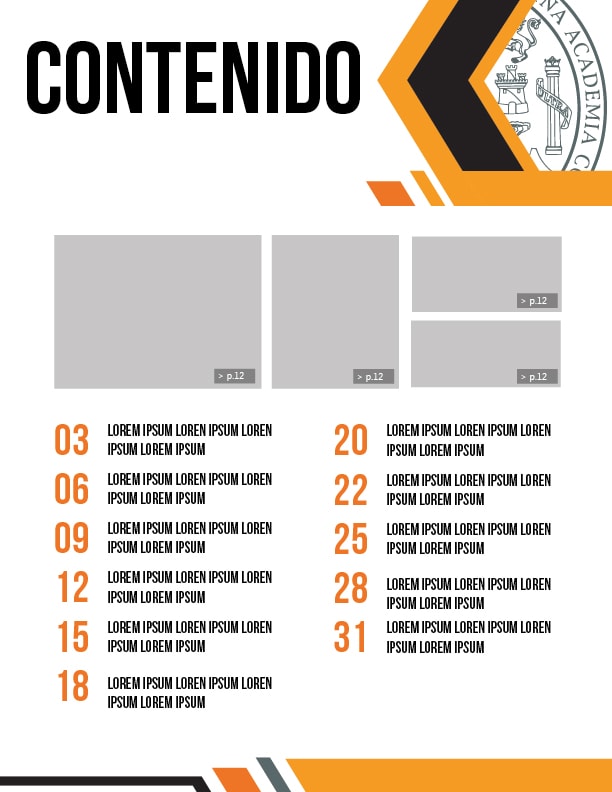 CONTENIDO
NA ACADEMIA CO
ULTRA
> p.12
> p.12
> p.12
> p.12
03 LOREM IPSUM LOREN IPSUM LOREN
IPSUM LOREM IPSUM
06 LOREM IPSUM LOREN IPSUM LOREN
IPSUM LOREM IPSUM
09 LOREM IPSUM LOREN IPSUM LOREN
IPSUM LOREM IPSUM
12 LOREM IPSUM LOREN IPSUM LOREN
IPSUM LOREM IPSUM
15 LOREM IPSUM LOREN IPSUM LOREN
IPSUM LOREM IPSUM
18 LOREM IPSUM LOREN IPSUM LOREN
IPSUM LOREM IPSUM
20 LOREM IPSUM LOREN IPSUM LOREN
IPSUM LOREM IPSUM
22 LOREM IPSUM LOREN IPSUM LOREN
IPSUM LOREM IPSUM
25 LOREM IPSUM LOREN IPSUM LOREN
IPSUM LOREM IPSUM
28 LOREM IPSUM LOREN IPSUM LOREN
IPSUM LOREM IPSUM
31 LOREM IPSUM LOREN IPSUM LOREN
IPSUM LOREM IPSUM